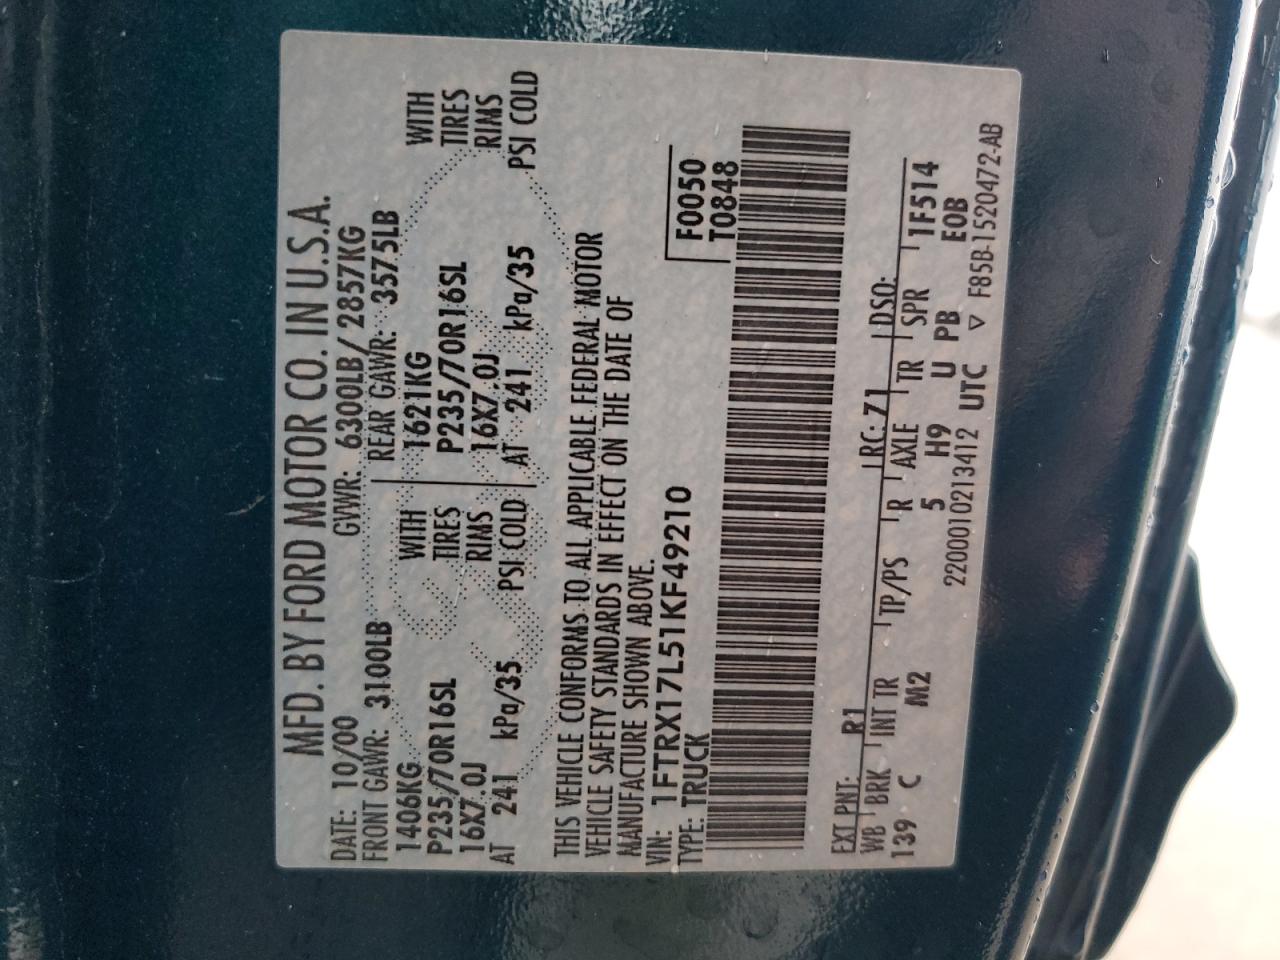 MFD. BY FORD MOTOR CO. IN U.S.A.
DATE: 10/00 GVWR: 6300LB/2857KG
FRONT GAWR: 3100LB REAR GAWR: 3575LB
1406KG WITH 1621KG WITH
P235/70R16SL TIRES P235/70R16SL TIRES
16X7.0J RIMS 16X7.0J RIMS
AT 241 kPa/35 PSI COLD AT 241 kPa/35 PSI COLD
THIS VEHICLE CONFORMS TO ALL APPLICABLE FEDERAL MOTOR
VEHICLE SAFETY STANDARDS IN EFFECT ON THE DATE OF
MANUFACTURE SHOWN ABOVE.
VIN: 1FTRX17L51KF49210 F0050
TYPE: TRUCK T0848
EXT PNT: R1 RC: 71 DSO:
WB BRK INT TR TP/PS R AXLE TR SPR 1F514
139 C M2 5 H9 U PB E0B
2200010213412 UTC ▽ F85B-1520472-AB